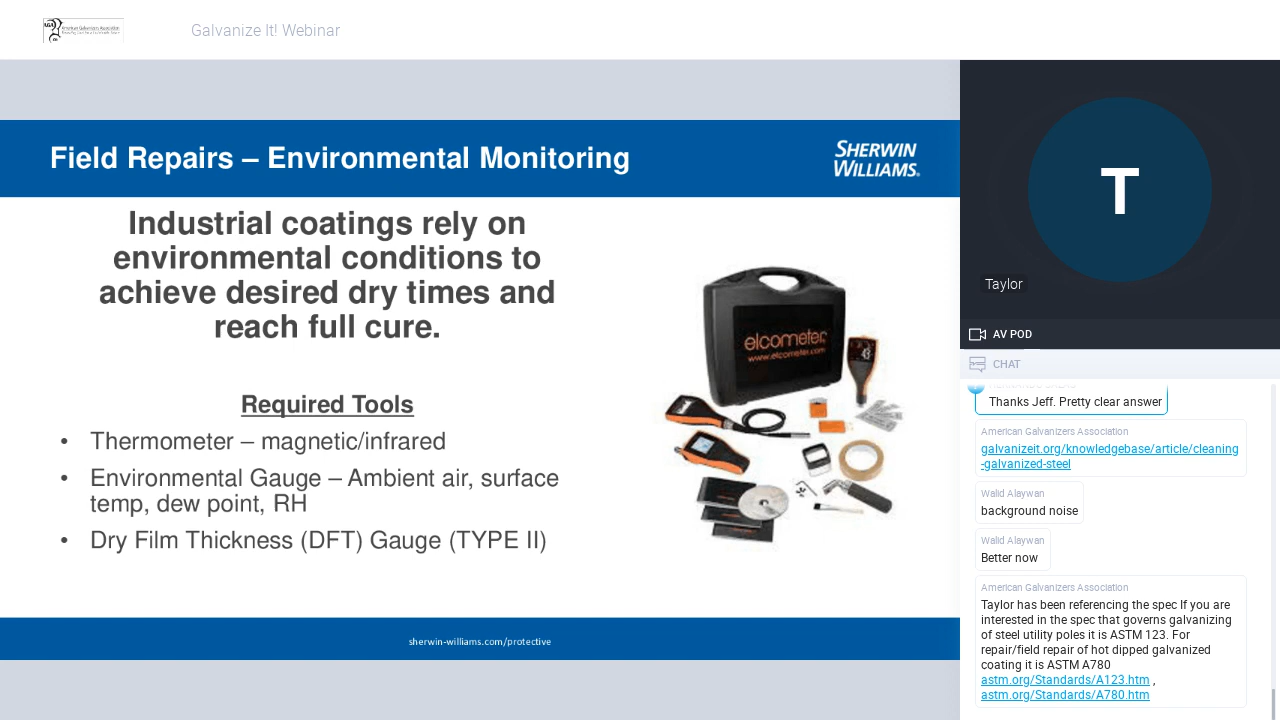 American Galvanizers Association
Galvanize It! Webinar
Field Repairs – Environmental Monitoring
SHERWIN
WILLIAMS®
Industrial coatings rely on
environmental conditions to
achieve desired dry times and
reach full cure.
Required Tools
• Thermometer – magnetic/infrared
• Environmental Gauge – Ambient air, surface
temp, dew point, RH
• Dry Film Thickness (DFT) Gauge (TYPE II)
elcometer
www.elcometer.com
sherwin-williams.com/protective
T
Taylor
AV POD
CHAT
Thanks Jeff. Pretty clear answer
American Galvanizers Association
galvanizeit.org/knowledgebase/article/cleaning
-galvanized-steel
Walid Alaywan
background noise
Walid Alaywan
Better now
American Galvanizers Association
Taylor has been referencing the spec If you are
interested in the spec that governs galvanizing
of steel utility poles it is ASTM 123. For
repair/field repair of hot dipped galvanized
coating it is ASTM A780
astm.org/Standards/A123.htm ,
astm.org/Standards/A780.htm